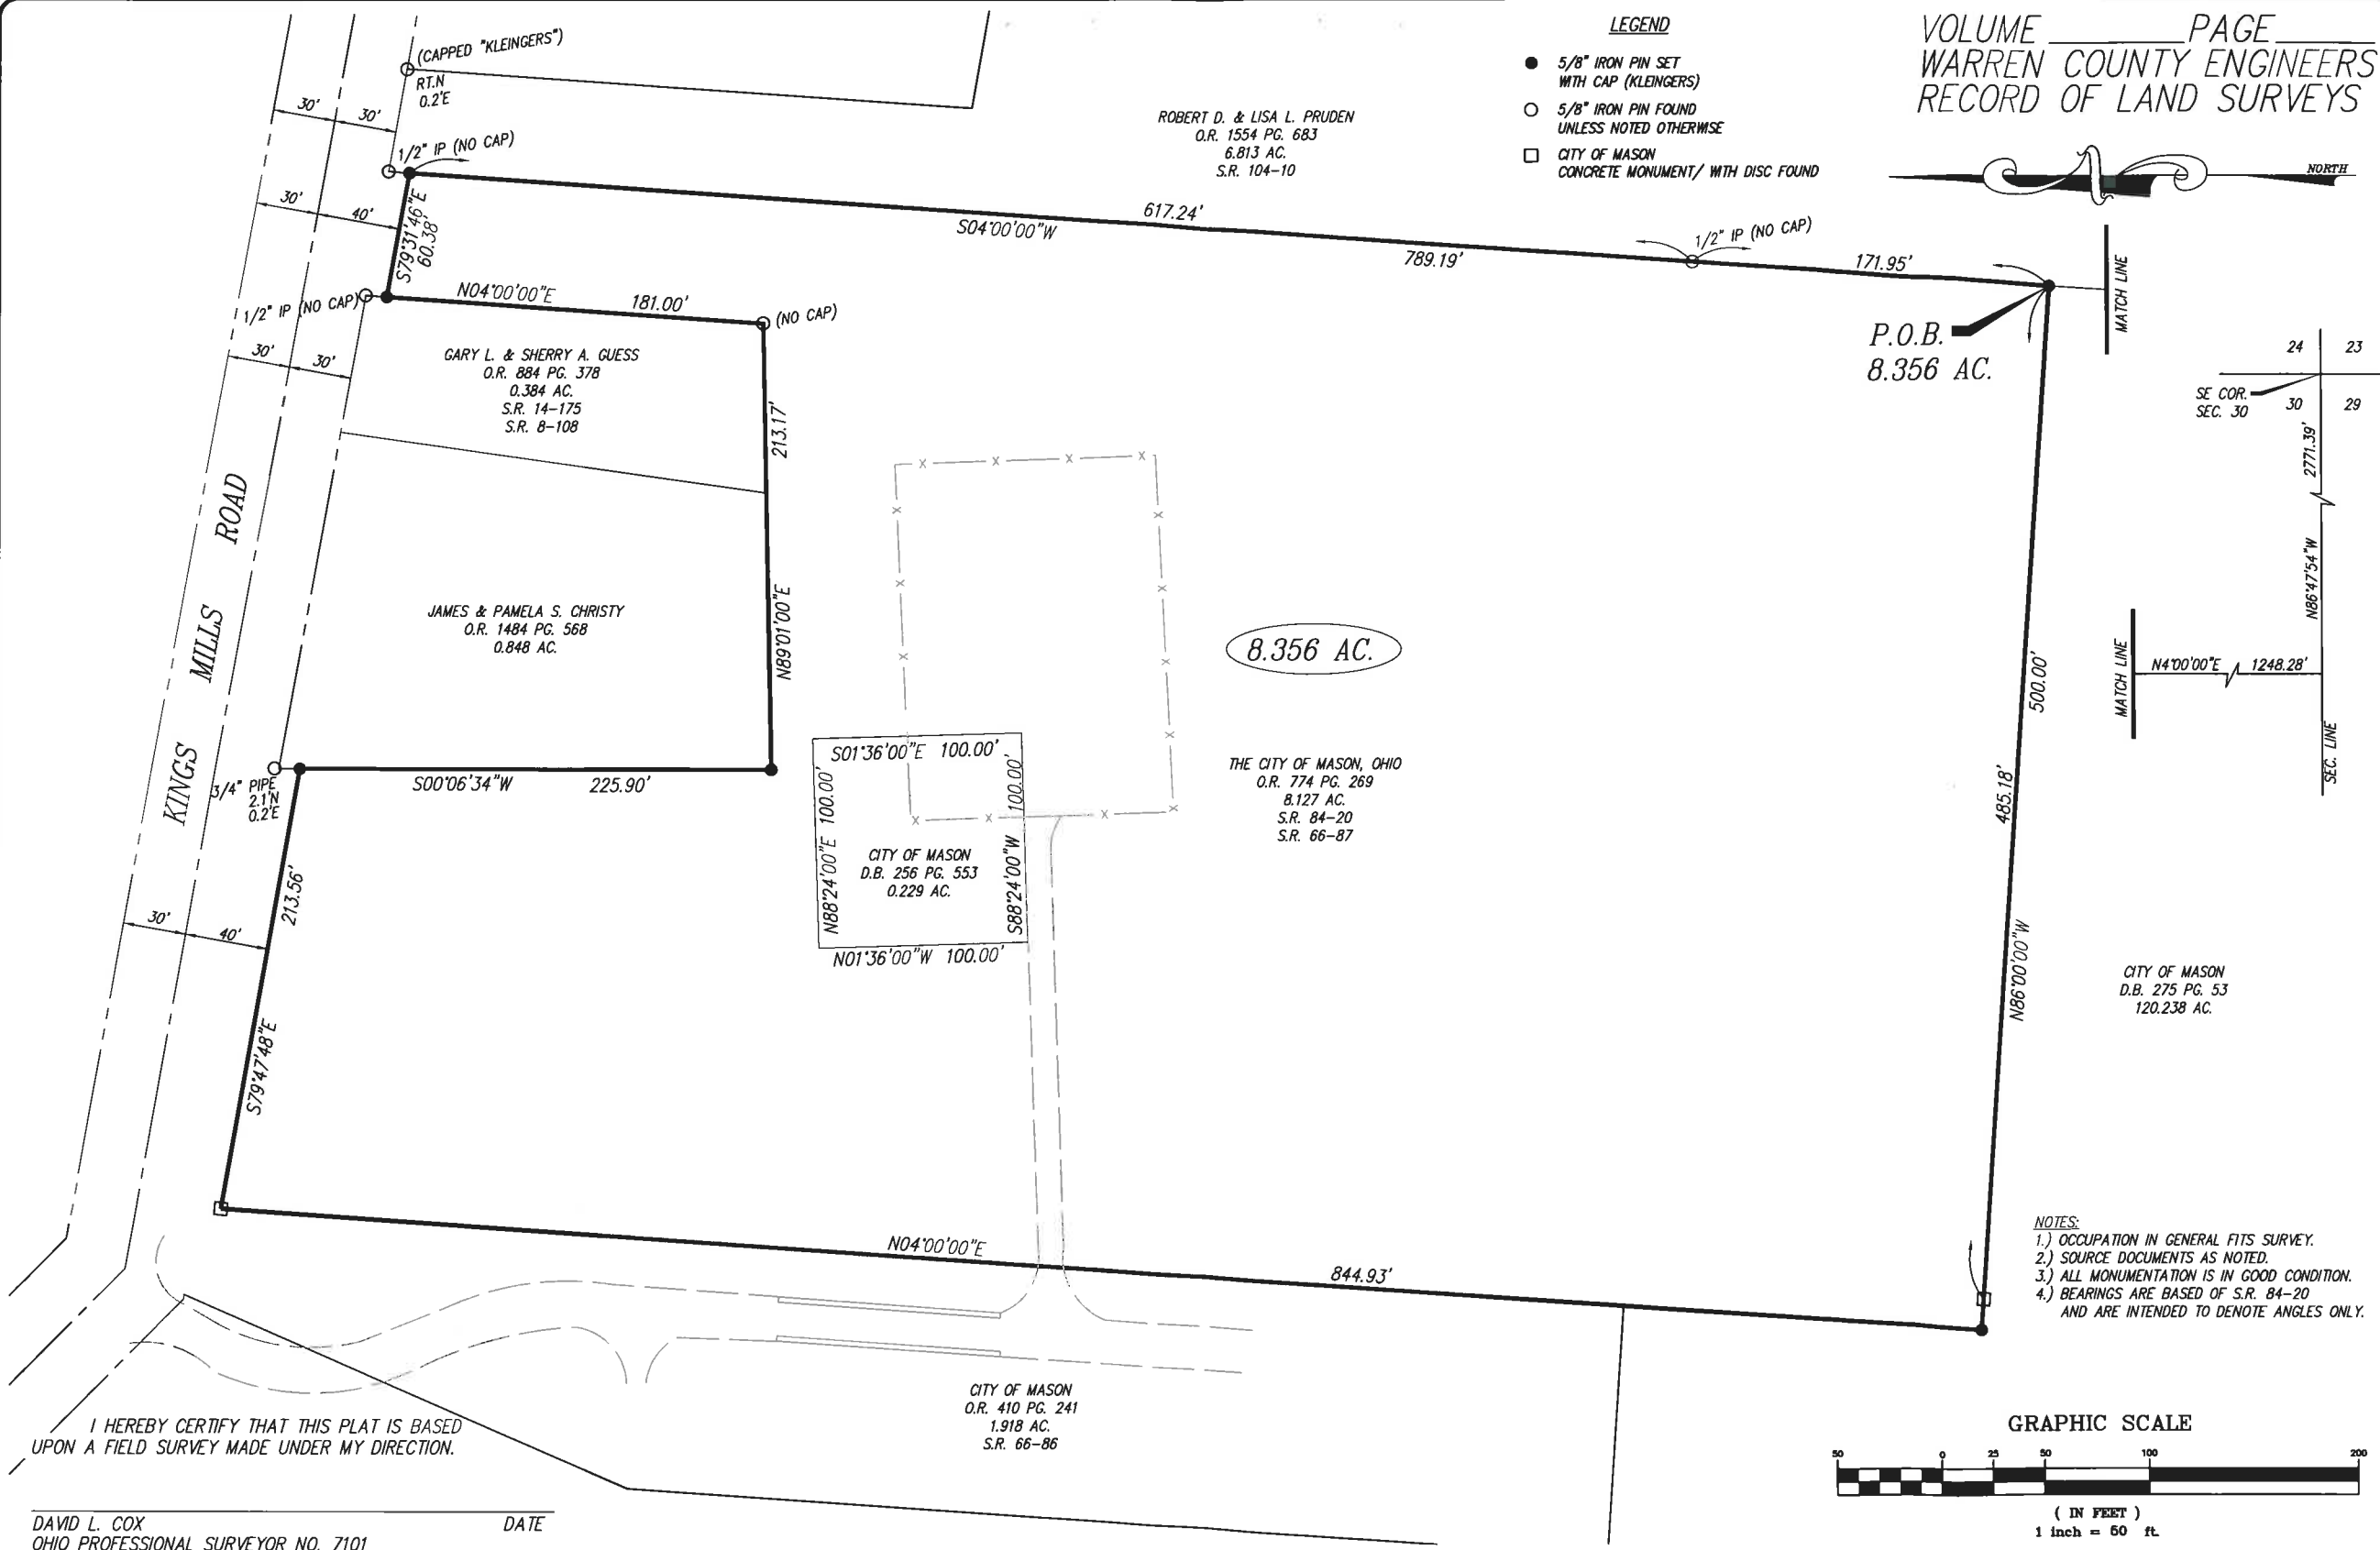 VOLUME ________ PAGE ______
WARREN COUNTY ENGINEERS
RECORD OF LAND SURVEYS
LEGEND
5/8" IRON PIN SET
WITH CAP (KLEINGERS)
5/8" IRON PIN FOUND
UNLESS NOTED OTHERWISE
CITY OF MASON
CONCRETE MONUMENT/ WITH DISC FOUND
NORTH
(CAPPED "KLEINGERS")
RT.N
0.2'E
30'
30'
1/2" IP (NO CAP)
30'
40'
S79°31'46"E
60.38'
ROBERT D. & LISA L. PRUDEN
O.R. 1554 PG. 683
6.813 AC.
S.R. 104-10
617.24'
S04°00'00"W
789.19'
1/2" IP (NO CAP)
171.95'
MATCH LINE
P.O.B.
8.356 AC.
24
23
SE COR.
SEC. 30
30
29
2771.39'
N86°47'54"W
SEC. LINE
MATCH LINE
N4°00'00"E
1248.28'
1/2" IP (NO CAP)
N04°00'00"E
181.00'
(NO CAP)
30'
30'
GARY L. & SHERRY A. GUESS
O.R. 884 PG. 378
0.384 AC.
S.R. 14-175
S.R. 8-108
213.17'
N89°01'00"E
JAMES & PAMELA S. CHRISTY
O.R. 1484 PG. 568
0.848 AC.
KINGS MILLS ROAD
3/4" PIPE
2.1'N
0.2'E
S00°06'34"W
225.90'
30'
40'
213.56'
S79°47'48"E
S01°36'00"E 100.00'
N88°24'00"E 100.00'
S88°24'00"W 100.00'
CITY OF MASON
D.B. 256 PG. 553
0.229 AC.
N01°36'00"W 100.00'
8.356 AC.
THE CITY OF MASON, OHIO
O.R. 774 PG. 269
8.127 AC.
S.R. 84-20
S.R. 66-87
500.00'
485.18'
N86°00'00"W
CITY OF MASON
D.B. 275 PG. 53
120.238 AC.
N04°00'00"E
844.93'
NOTES:
1.) OCCUPATION IN GENERAL FITS SURVEY.
2.) SOURCE DOCUMENTS AS NOTED.
3.) ALL MONUMENTATION IS IN GOOD CONDITION.
4.) BEARINGS ARE BASED OF S.R. 84-20
AND ARE INTENDED TO DENOTE ANGLES ONLY.
CITY OF MASON
O.R. 410 PG. 241
1.918 AC.
S.R. 66-86
I HEREBY CERTIFY THAT THIS PLAT IS BASED
UPON A FIELD SURVEY MADE UNDER MY DIRECTION.
DAVID L. COX DATE
OHIO PROFESSIONAL SURVEYOR NO. 7101
GRAPHIC SCALE
50 0 25 50 100 200
( IN FEET )
1 inch = 50 ft.